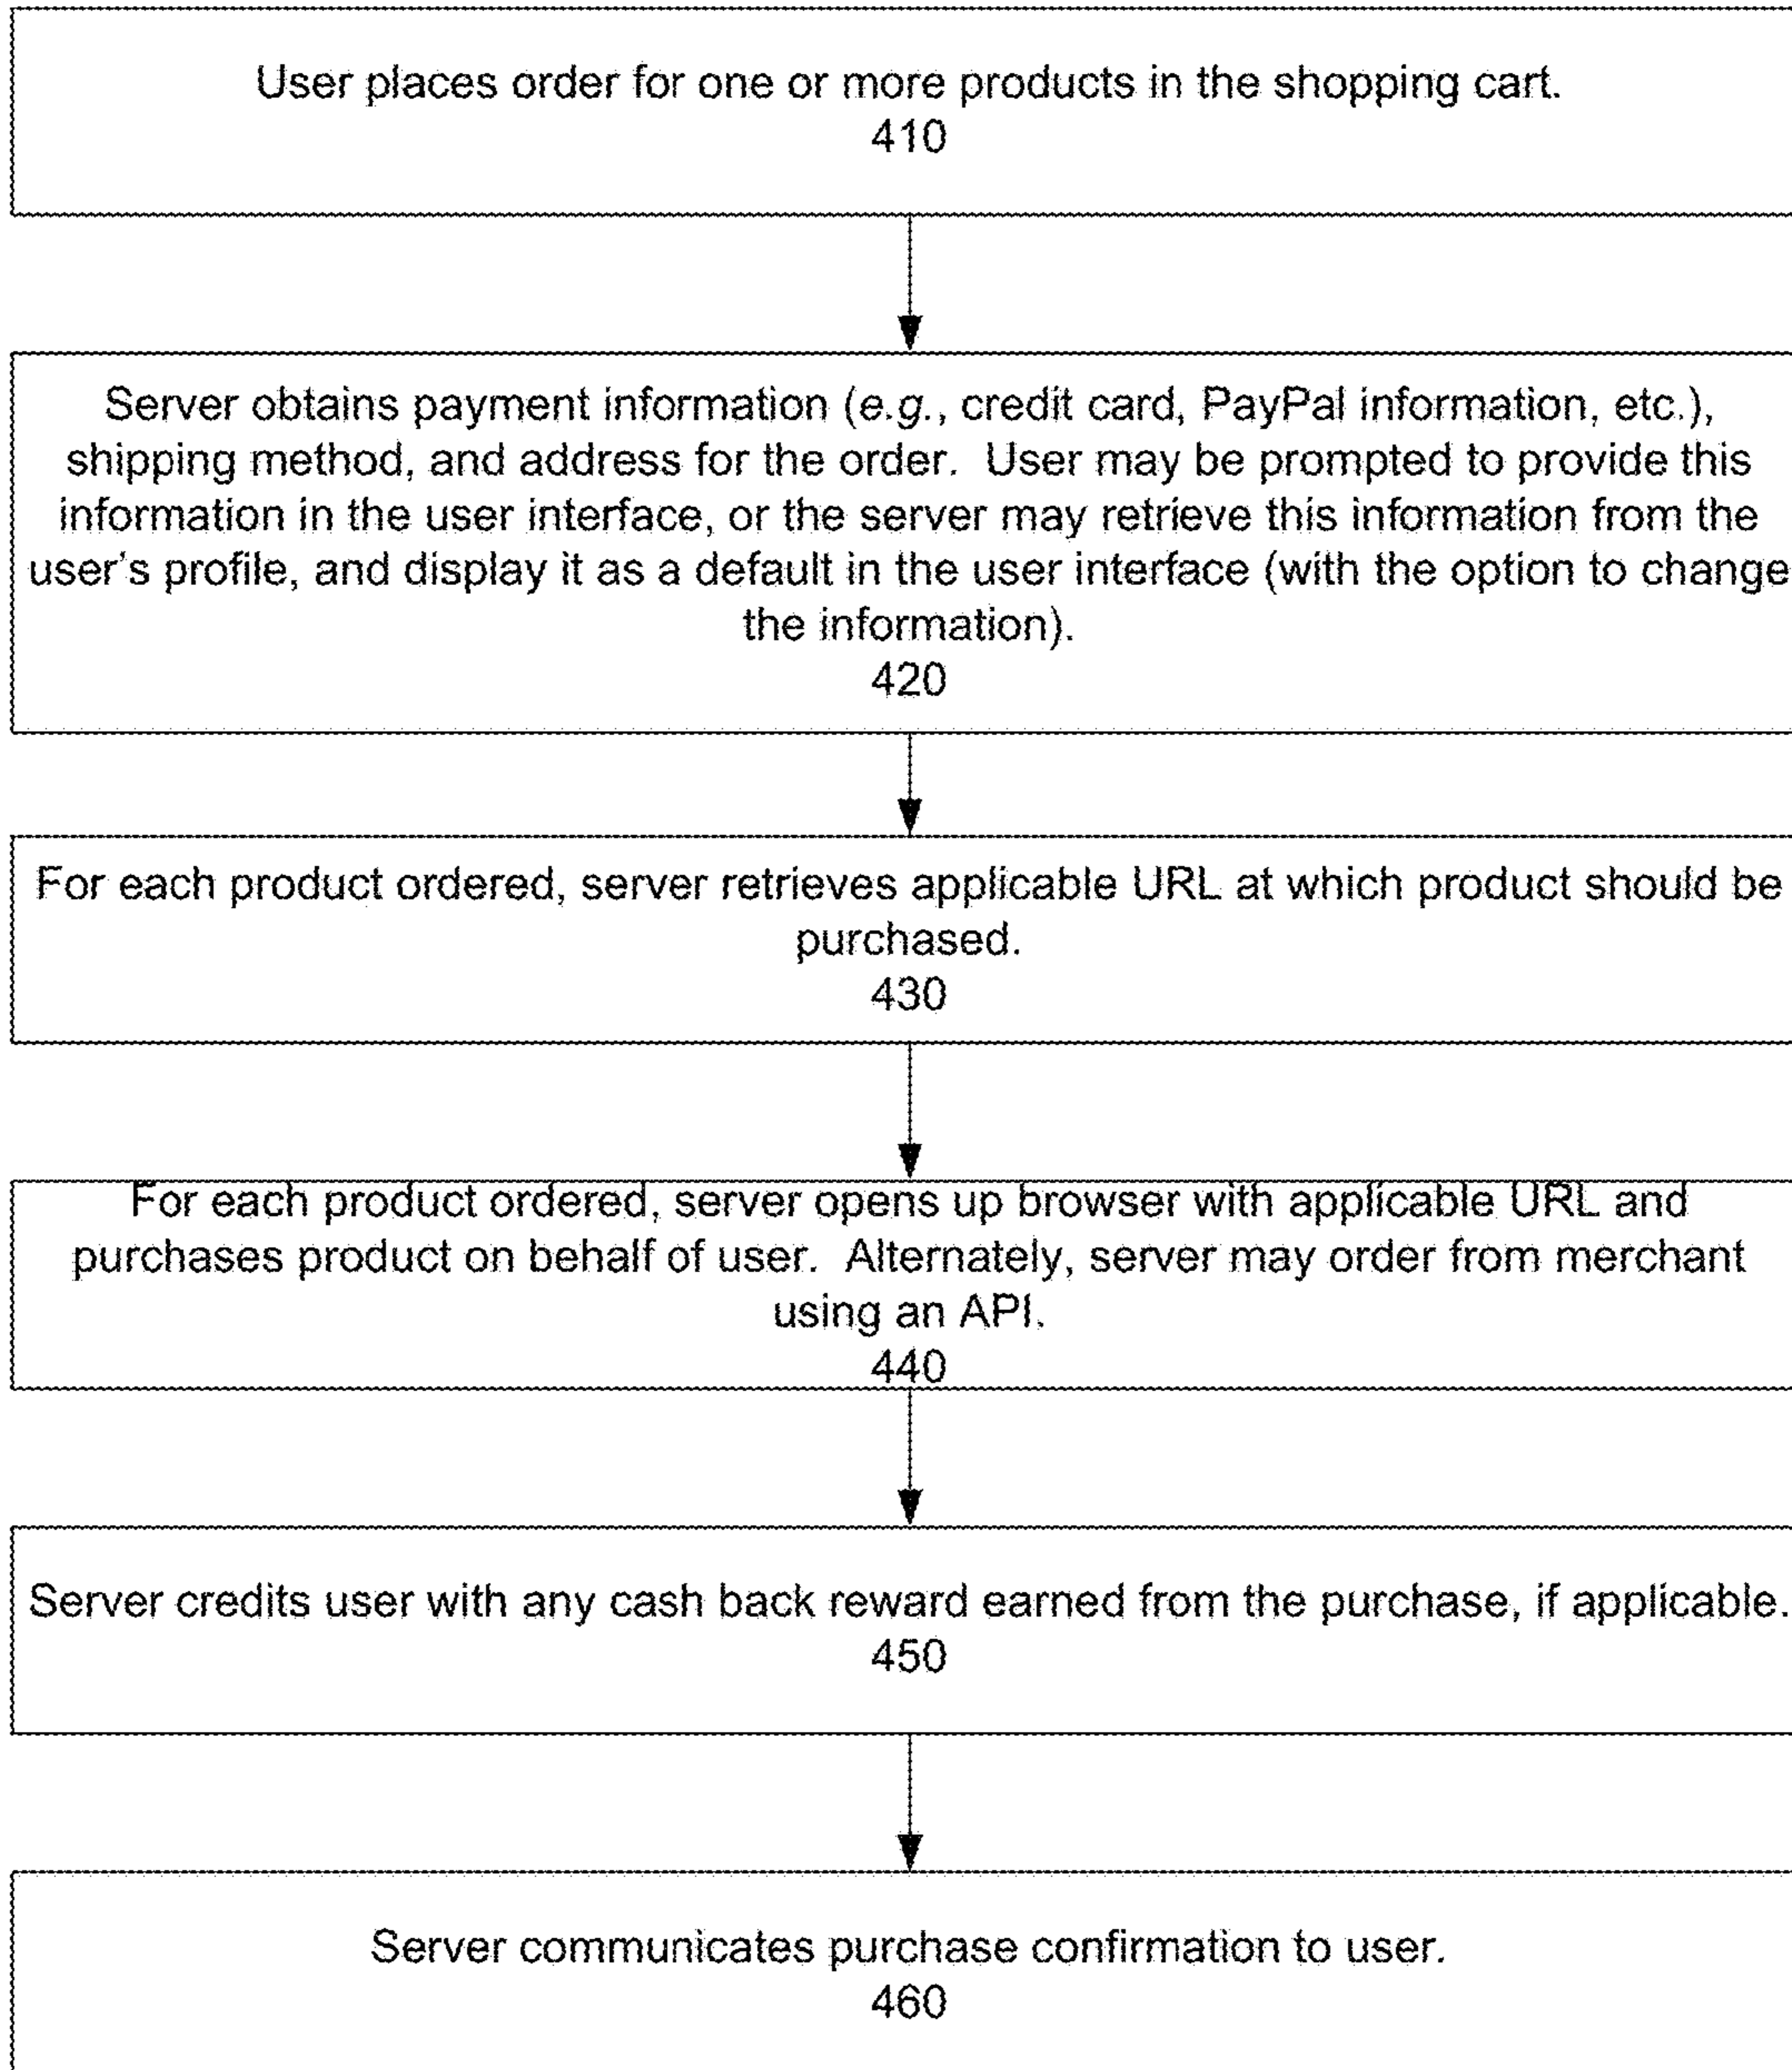 User places order for one or more products in the shopping cart.
410
Server obtains payment information (e.g., credit card, PayPal information, etc.),
shipping method, and address for the order. User may be prompted to provide this
information in the user interface, or the server may retrieve this information from the
user's profile, and display it as a default in the user interface (with the option to change
the information).
420
For each product ordered, server retrieves applicable URL at which product should be
purchased.
430
For each product ordered, server opens up browser with applicable URL and
purchases product on behalf of user. Alternately, server may order from merchant
using an API.
440
Server credits user with any cash back reward earned from the purchase, if applicable.
450
Server communicates purchase confirmation to user.
460